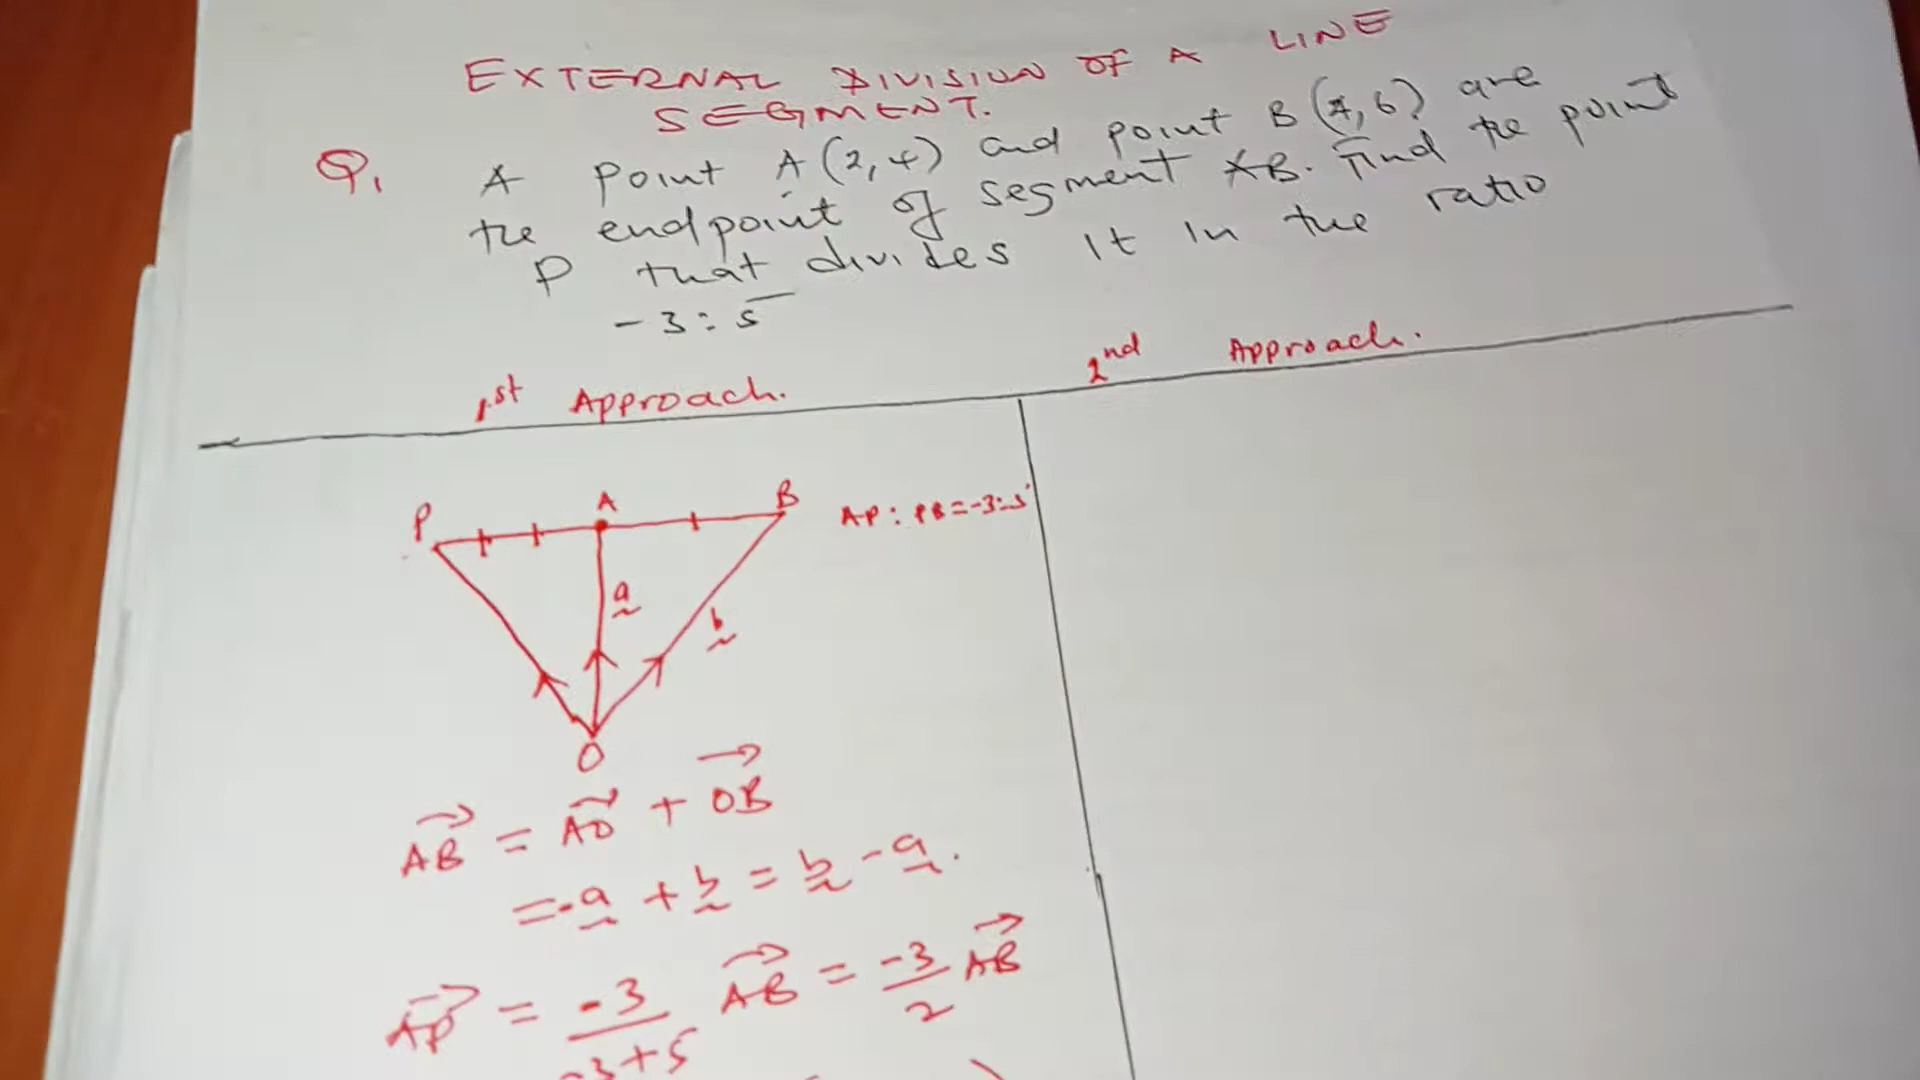 EXTERNAL DIVISION OF A LINE
SEGMENT.
Q1 A point A(2,4) and point B(4,6) are
the endpoint of segment AB. Find the point
P that divides it in the ratio
-3:5
1st Approach.
2nd Approach.
P A B AP : PB = -3:5
a
b
O
AB = AO + OB
= -a + b = b - a.
AP = -3/-3+5 AB = -3/2 AB